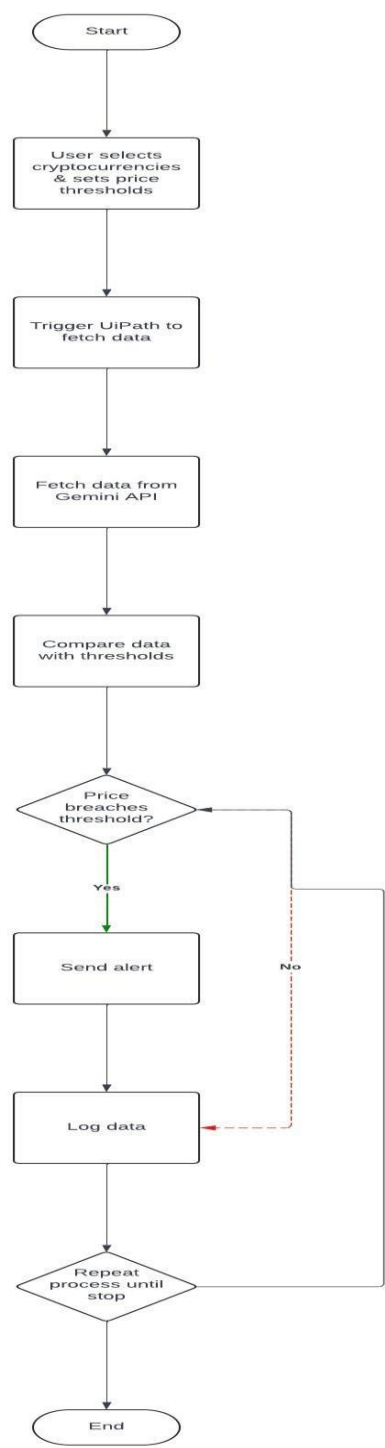 Start
User selects
cryptocurrencies
& sets price
thresholds
Trigger UiPath to
fetch data
Fetch data from
Gemini API
Compare data
with thresholds
Price
breaches
threshold?
Yes
Send alert
No
Log data
Repeat
process until
stop
End